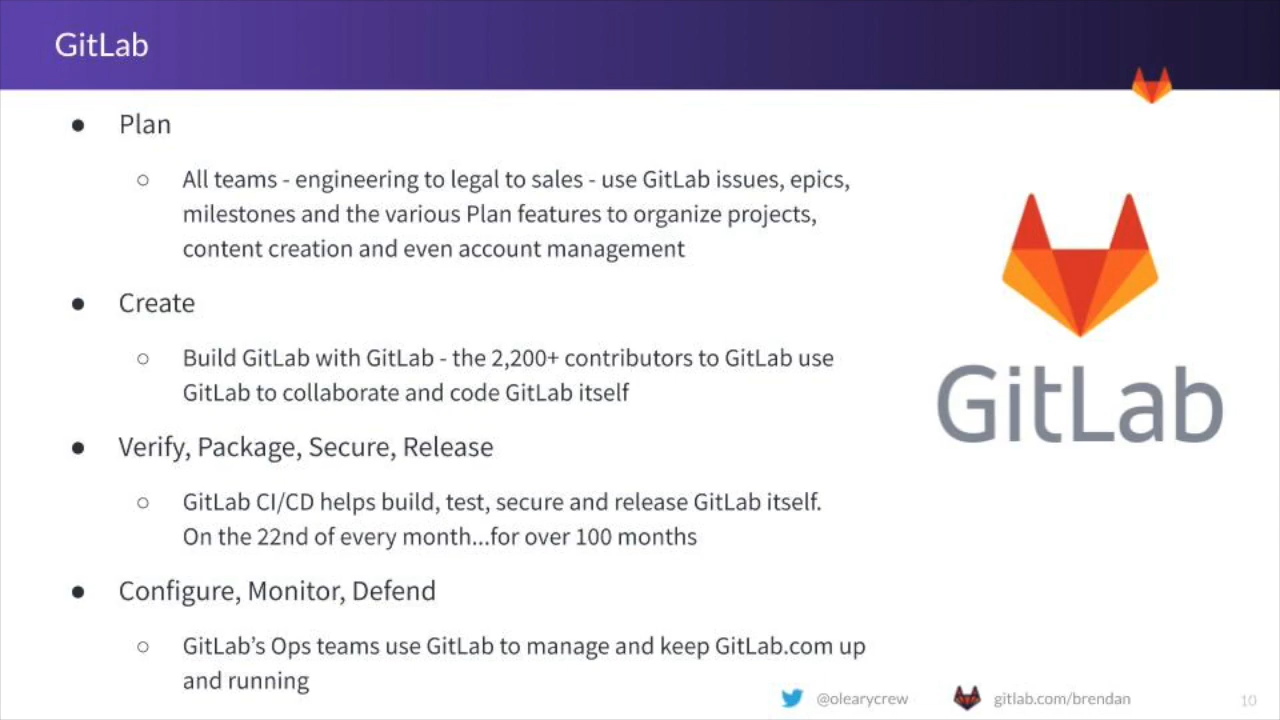 GitLab
● Plan
○ All teams - engineering to legal to sales - use GitLab issues, epics,
milestones and the various Plan features to organize projects,
content creation and even account management
● Create
○ Build GitLab with GitLab - the 2,200+ contributors to GitLab use
GitLab to collaborate and code GitLab itself
● Verify, Package, Secure, Release
○ GitLab CI/CD helps build, test, secure and release GitLab itself.
On the 22nd of every month...for over 100 months
● Configure, Monitor, Defend
○ GitLab’s Ops teams use GitLab to manage and keep GitLab.com up
and running
GitLab
@olearycrew gitlab.com/brendan 10